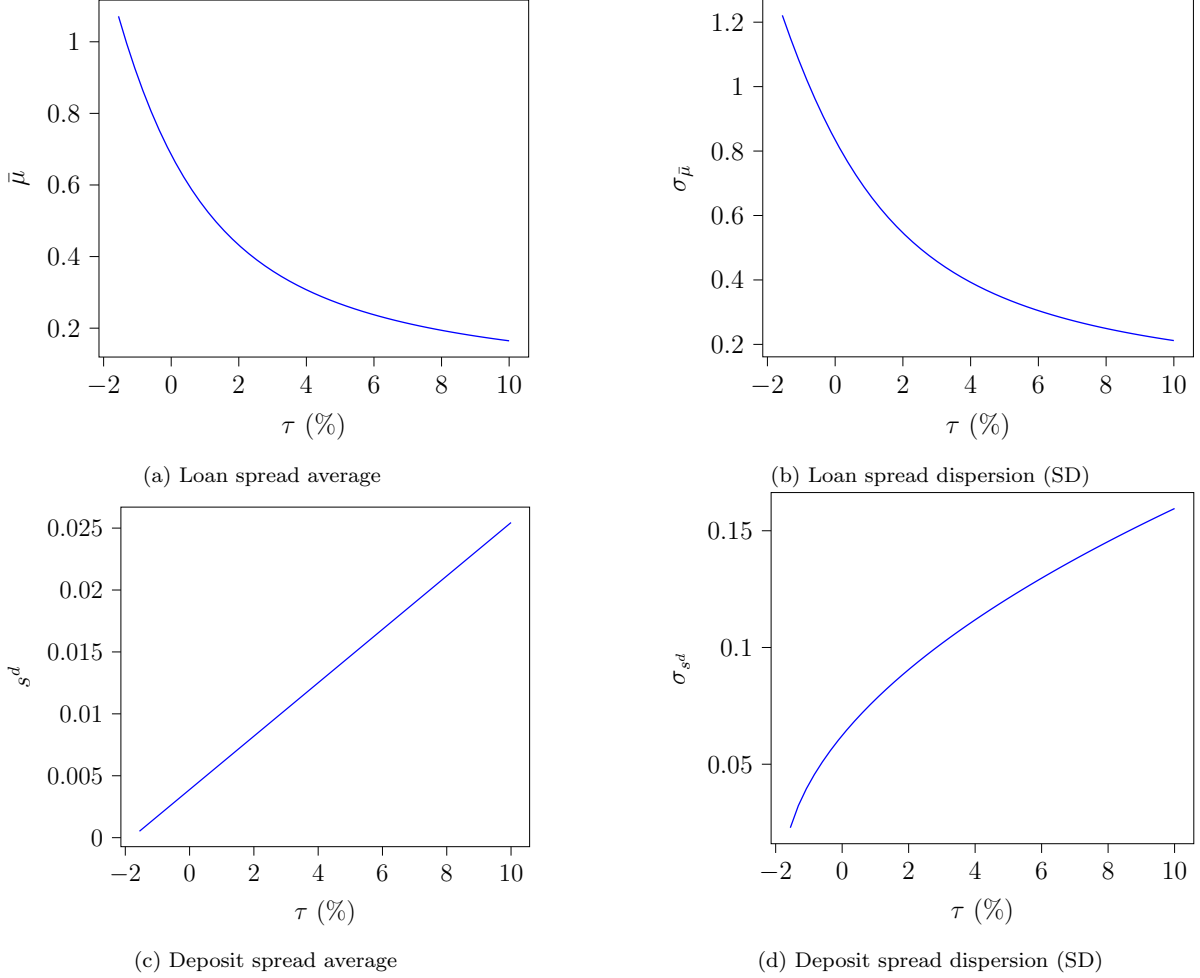 1
0.8
0.6
0.4
0.2
μ̄
−2 0 2 4 6 8 10
τ (%)
(a) Loan spread average
1.2
1
0.8
0.6
0.4
0.2
σ_μ̄
−2 0 2 4 6 8 10
τ (%)
(b) Loan spread dispersion (SD)
0.025
0.02
0.015
0.01
0.005
0
s^d
−2 0 2 4 6 8 10
τ (%)
(c) Deposit spread average
0.15
0.1
0.05
σ_{s^d}
−2 0 2 4 6 8 10
τ (%)
(d) Deposit spread dispersion (SD)